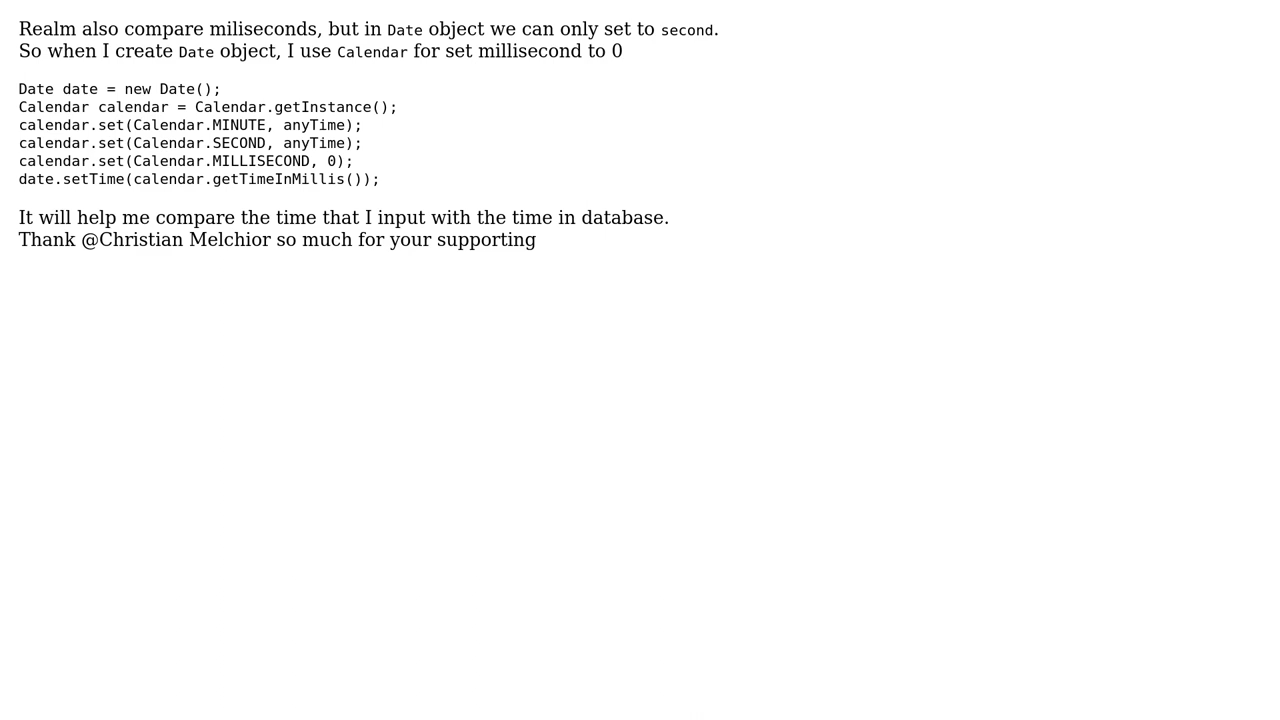 Realm also compare miliseconds, but in Date object we can only set to second.
So when I create Date object, I use Calendar for set millisecond to 0
Date date = new Date();
Calendar calendar = Calendar.getInstance();
calendar.set(Calendar.MINUTE, anyTime);
calendar.set(Calendar.SECOND, anyTime);
calendar.set(Calendar.MILLISECOND, 0);
date.setTime(calendar.getTimeInMillis());
It will help me compare the time that I input with the time in database.
Thank @Christian Melchior so much for your supporting